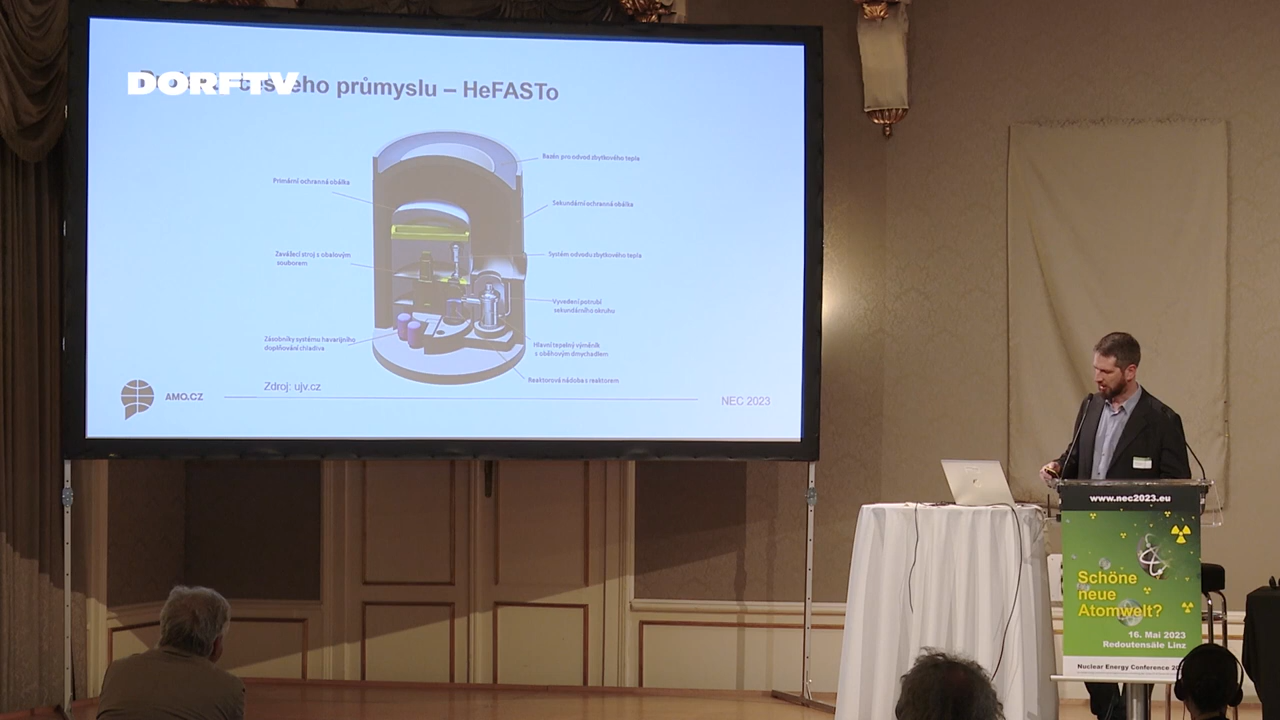 DORFTV
ého průmyslu – HeFASTo
Bazén pro odvod zbytkového tepla
Primární ochranná obálka
Sekundární ochranná obálka
Zavážecí stroj s obalovým
souborem
Systém odvodu zbytkového tepla
Vyvedení potrubí
sekundárního okruhu
Zásobníky systému havarijního
doplňování chladiva
Hlavní tepelný výměník
s oběhovým dmychadlem
Reaktorová nádoba s reaktorem
Zdroj: ujv.cz
AMO.CZ
NEC 2023
www.nec2023.eu
Schöne
neue
Atomwelt?
16. Mai 2023
Redoutensäle Linz
Nuclear Energy Conference